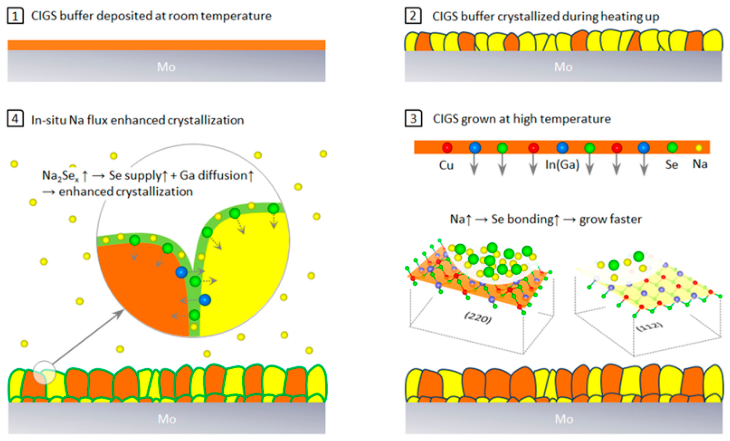 1 CIGS buffer deposited at room temperature
Mo
2 CIGS buffer crystallized during heating up
Mo
4 In-situ Na flux enhanced crystallization
Na₂Seₓ↑ → Se supply↑ + Ga diffusion↑
→ enhanced crystallization
Mo
3 CIGS grown at high temperature
Cu In(Ga) Se Na
Na↑ → Se bonding↑ → grow faster
(220) (112)
Mo